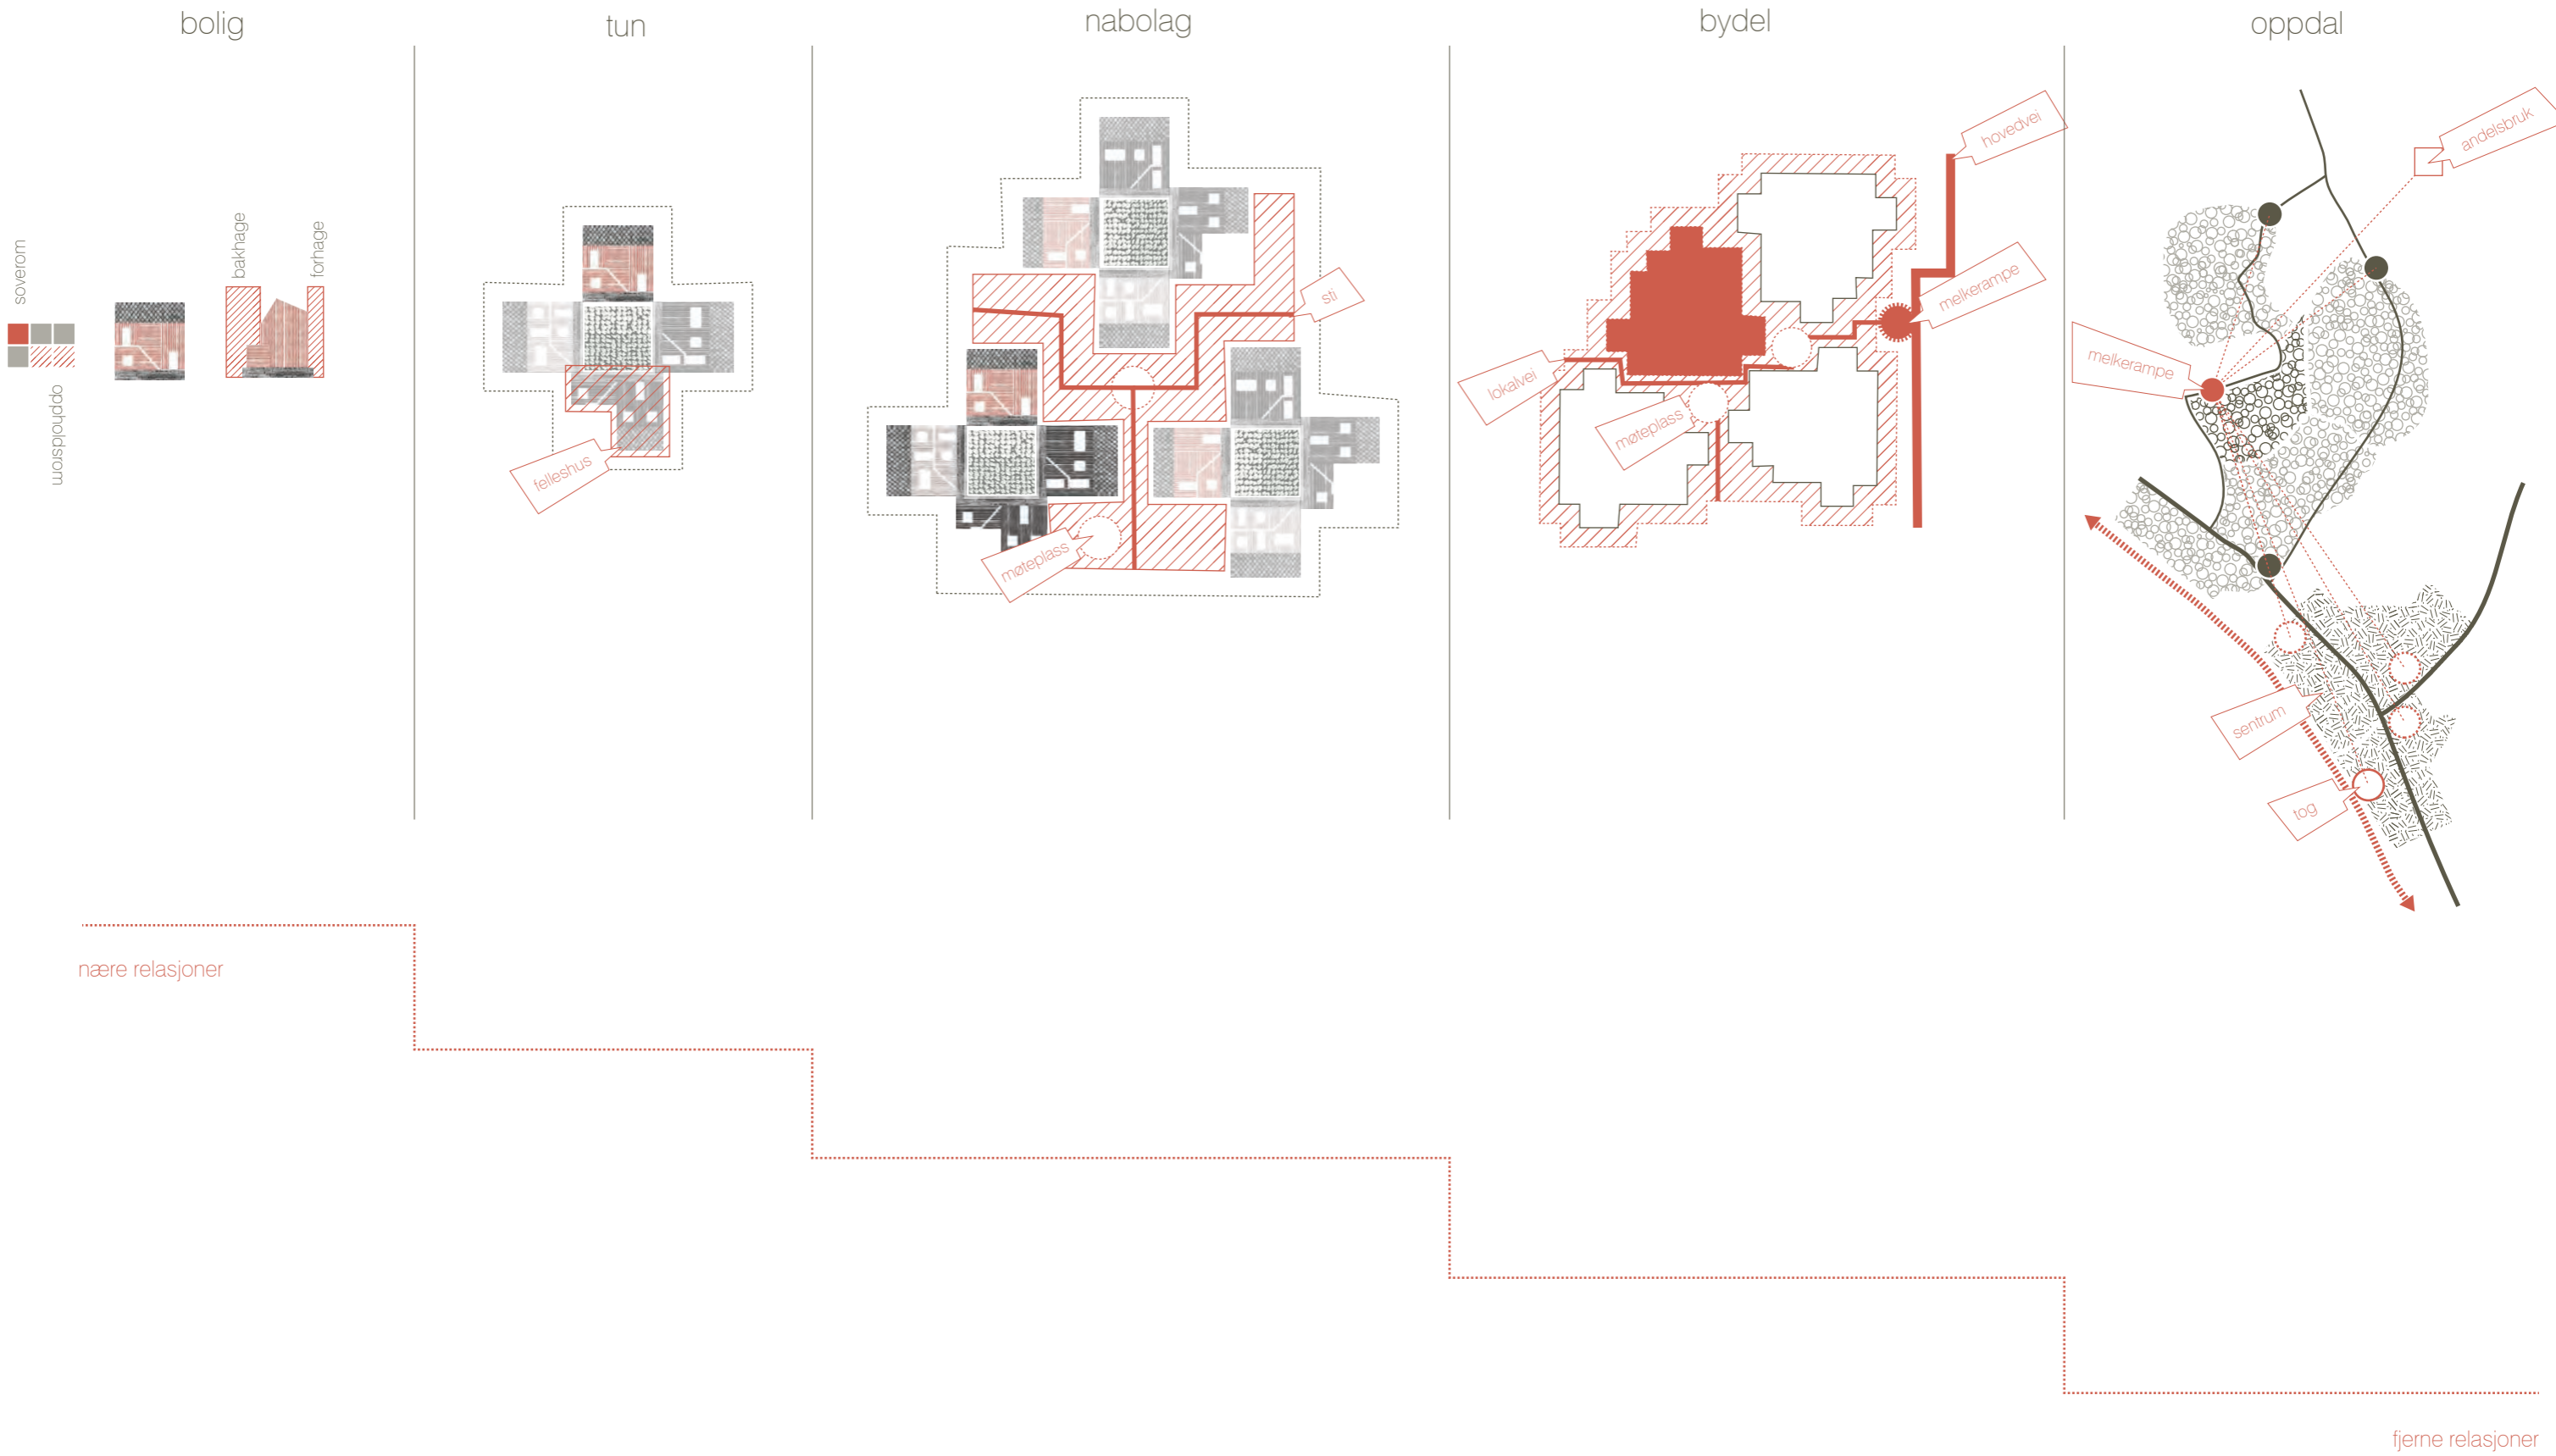 bolig
tun
nabolag
bydel
oppdal
soverom
oppholdsrom
bakhage
forhage
felleshus
sti
møteplass
hovedvei
melkerampe
lokalvei
møteplass
andelsbruk
melkerampe
sentrum
tog
nære relasjoner
fjerne relasjoner